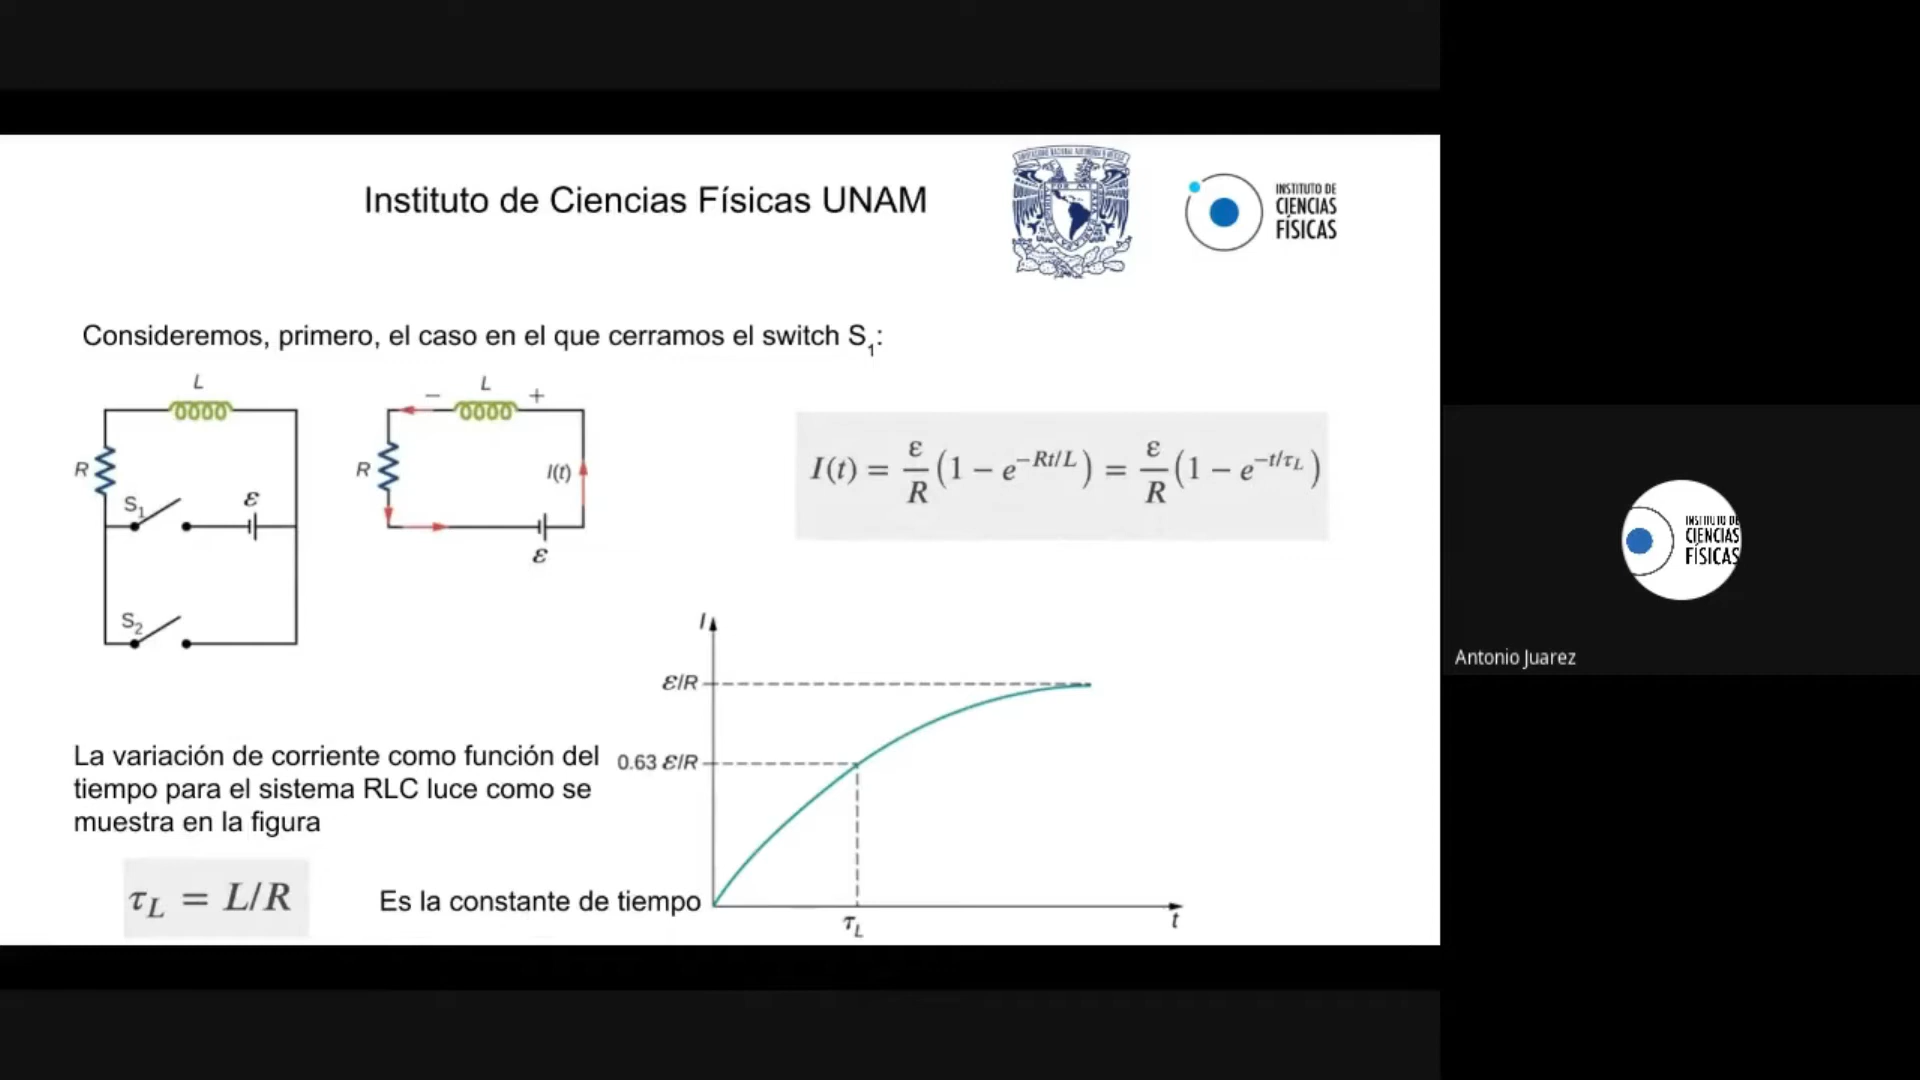 Instituto de Ciencias Físicas UNAM
INSTITUTO DE
CIENCIAS
FÍSICAS
Consideremos, primero, el caso en el que cerramos el switch S₁:
L
R
S₁
ε
S₂
− L +
R
I(t)
ε
I(t) = ε/R (1 − e^{−Rt/L}) = ε/R (1 − e^{−t/τ_L})
I
ε/R
0.63 ε/R
τ_L
t
La variación de corriente como función del
tiempo para el sistema RLC luce como se
muestra en la figura
τ_L = L/R
Es la constante de tiempo
INSTITUTO DE
CIENCIAS
FÍSICAS
Antonio Juarez